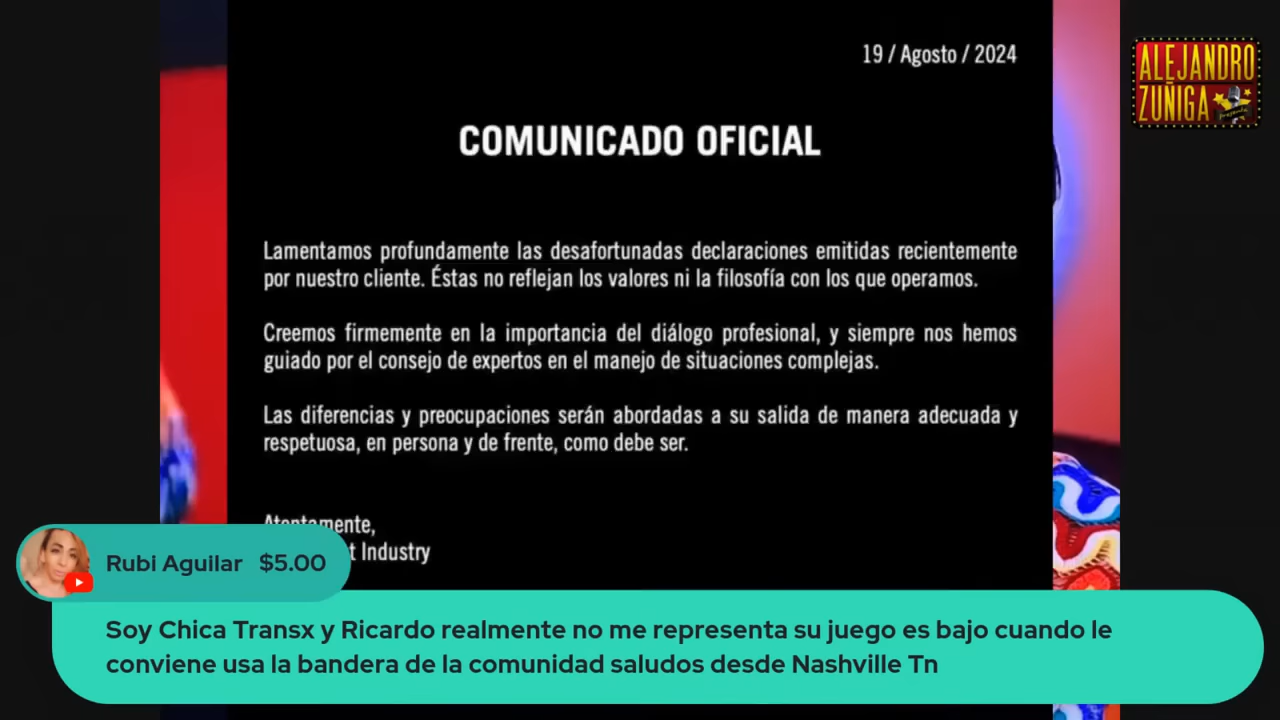 19 / Agosto / 2024
ALEJANDRO
ZUÑIGA
COMUNICADO OFICIAL
Lamentamos profundamente las desafortunadas declaraciones emitidas recientemente
por nuestro cliente. Éstas no reflejan los valores ni la filosofía con los que operamos.
Creemos firmemente en la importancia del diálogo profesional, y siempre nos hemos
guiado por el consejo de expertos en el manejo de situaciones complejas.
Las diferencias y preocupaciones serán abordadas a su salida de manera adecuada y
respetuosa, en persona y de frente, como debe ser.
Atentamente,
Industry
Rubi Aguilar $5.00
Soy Chica Transx y Ricardo realmente no me representa su juego es bajo cuando le
conviene usa la bandera de la comunidad saludos desde Nashville Tn